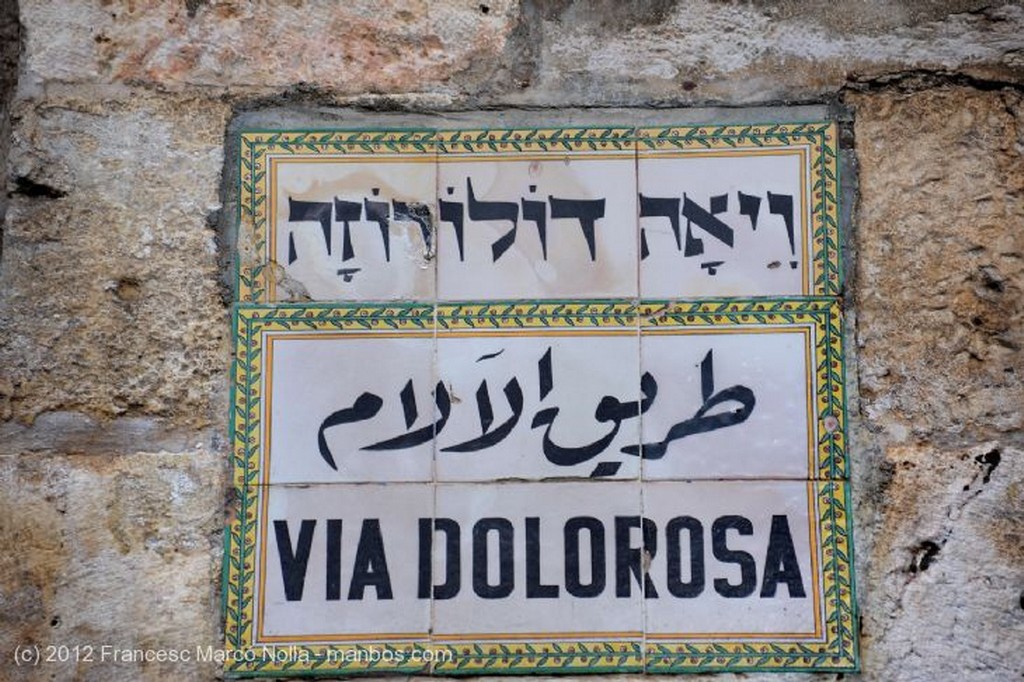 וִיאָה דוֹלוֹרוֹזָה
طريق الآلام
VIA DOLOROSA
(c) 2012 Francesc Marco Nolla - manbos.com